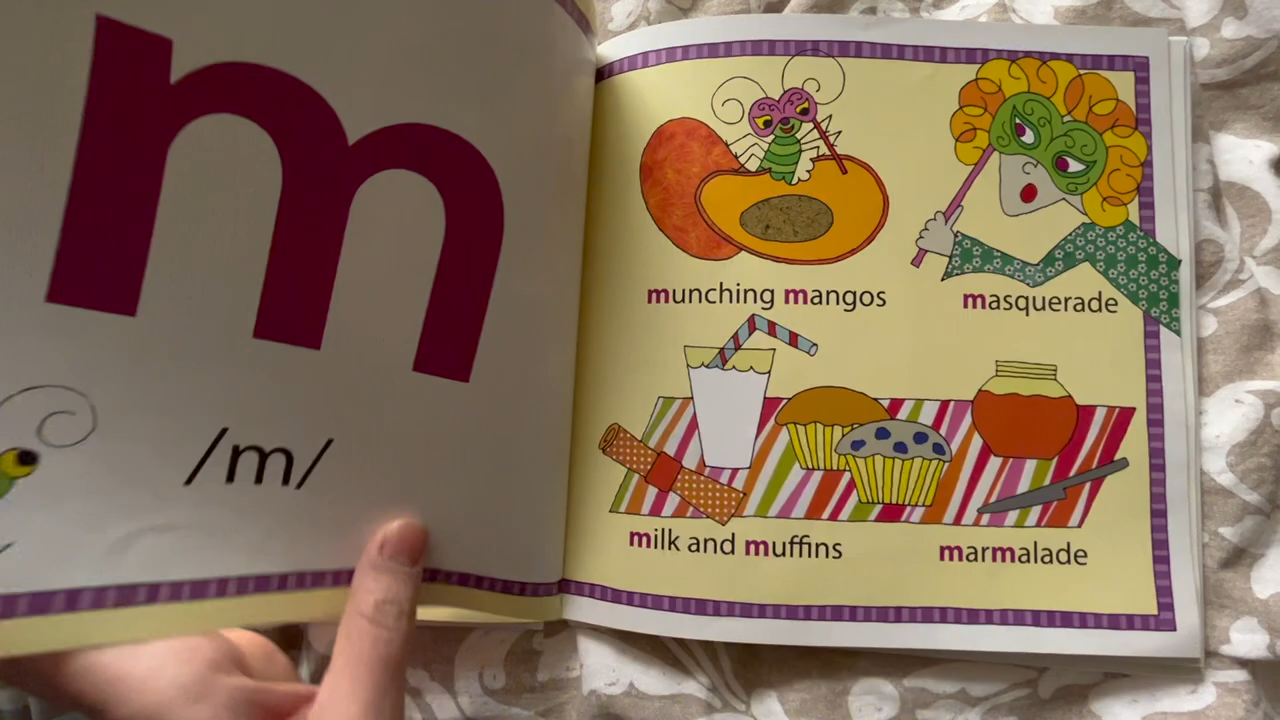 m
/m/
munching mangos
masquerade
milk and muffins
marmalade